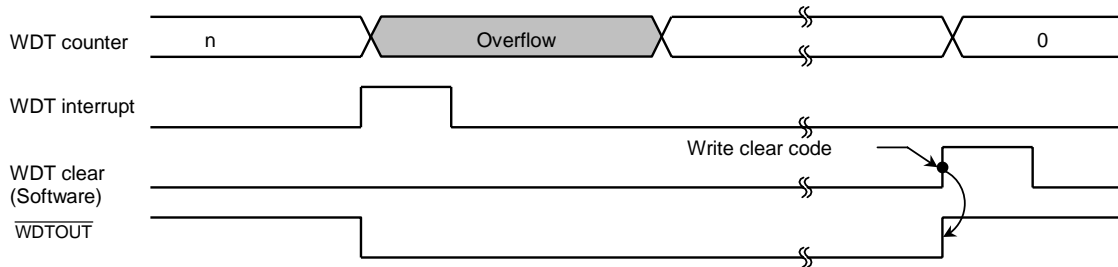 WDT counter
n
Overflow
0
WDT interrupt
Write clear code
WDT clear
(Software)
WDTOUT